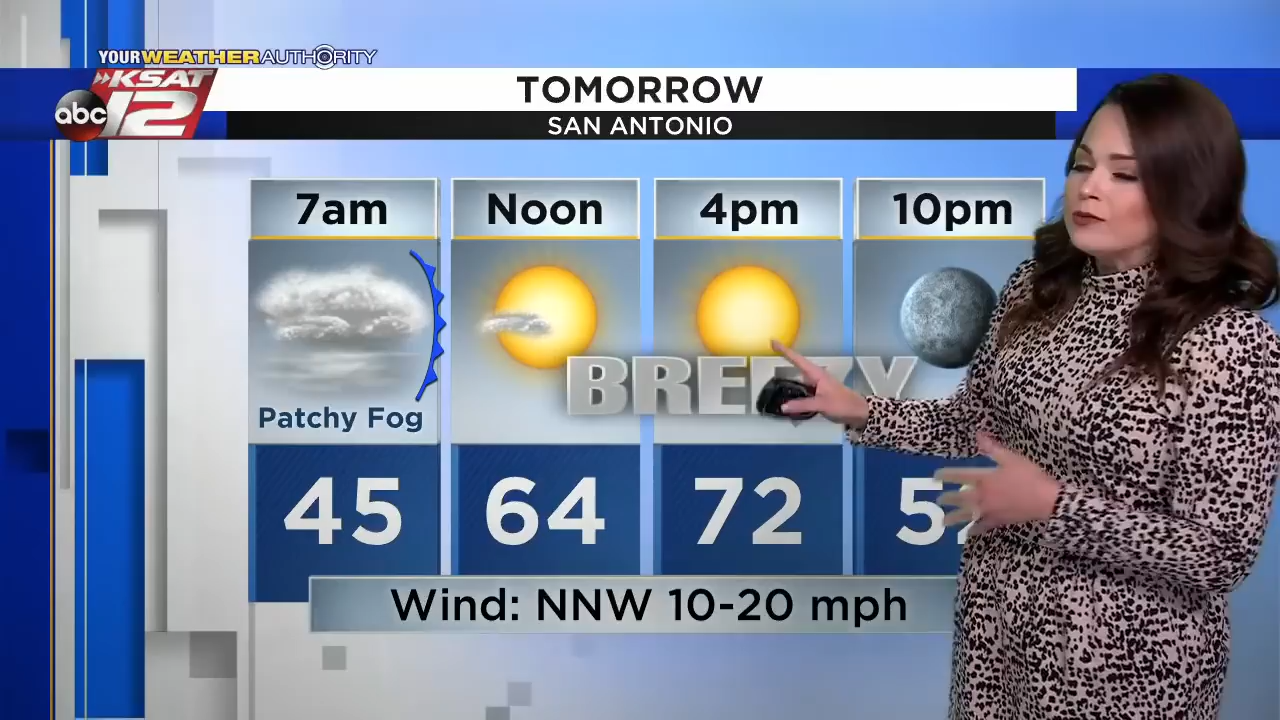 YOUR WEATHER AUTHORITY
KSAT
abc 12
TOMORROW
SAN ANTONIO
7am Noon 4pm 10pm
BREEZY
Patchy Fog
45 64 72
Wind: NNW 10-20 mph